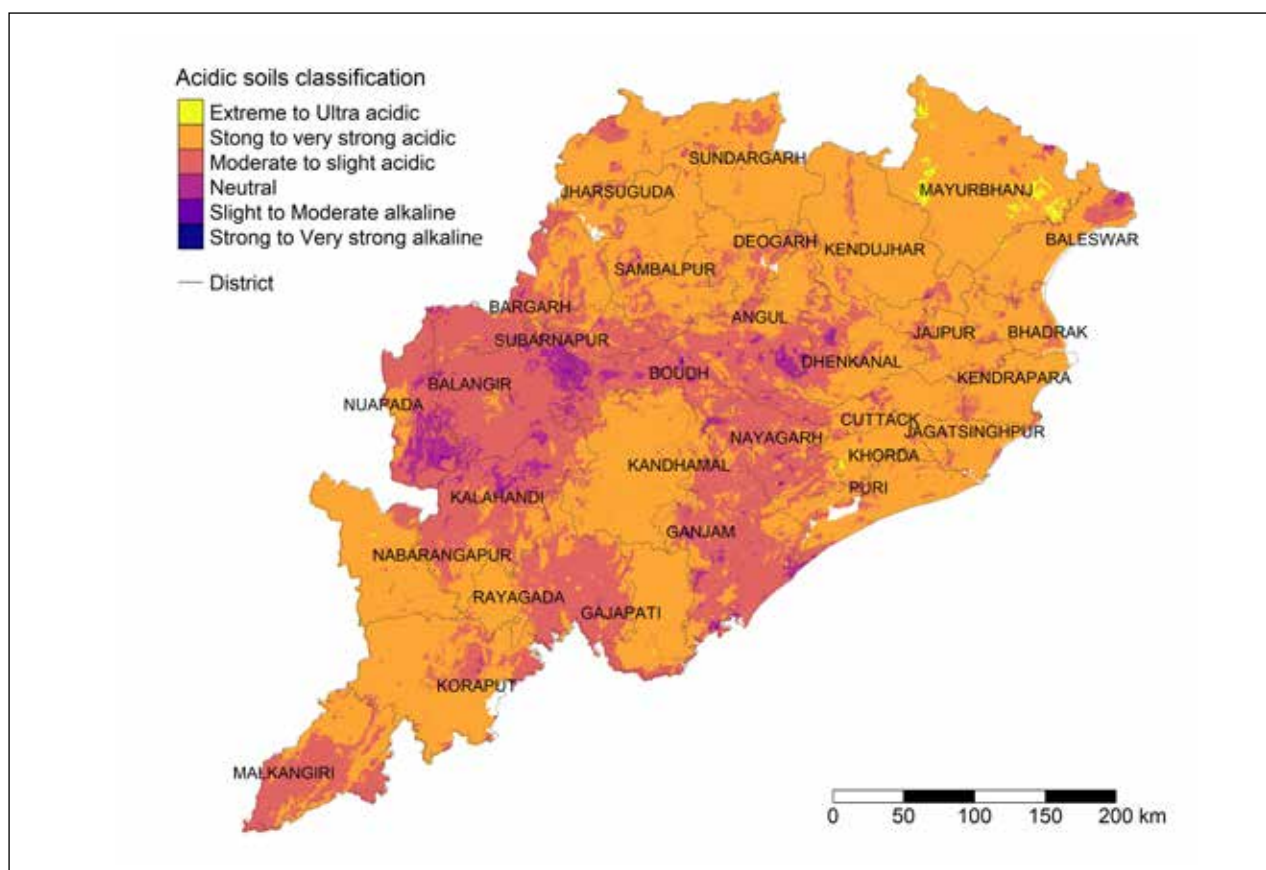 Acidic soils classification
Extreme to Ultra acidic
Stong to very strong acidic
Moderate to slight acidic
Neutral
Slight to Moderate alkaline
Strong to Very strong alkaline
District
SUNDARGARH
JHARSUGUDA
MAYURBHANJ
BALESWAR
DEOGARH
KENDUJHAR
SAMBALPUR
BARGARH
ANGUL
JAJPUR
BHADRAK
SUBARNAPUR
DHENKANAL
BOUDH
KENDRAPARA
BALANGIR
NUAPADA
CUTTACK
JAGATSINGHPUR
NAYAGARH
KHORDA
KANDHAMAL
PURI
KALAHANDI
GANJAM
NABARANGAPUR
RAYAGADA
GAJAPATI
KORAPUT
MALKANGIRI
0 50 100 150 200 km